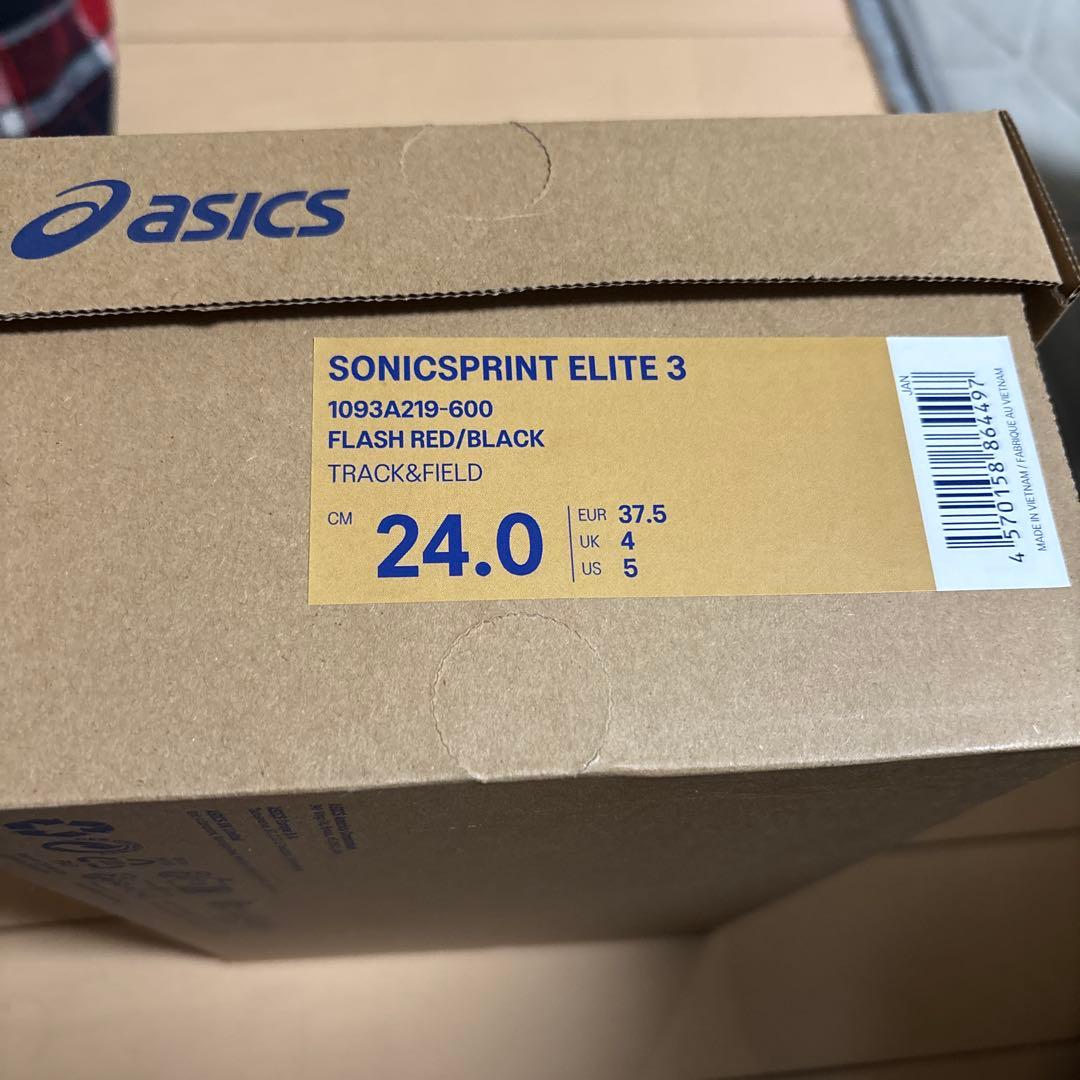 asics
SONICSPRINT ELITE 3
1093A219-600
FLASH RED/BLACK
TRACK&FIELD
CM 24.0
EUR 37.5
UK 4
US 5
JAN
4 570158 864497
MADE IN VIETNAM / FABRIQUE AU VIETNAM